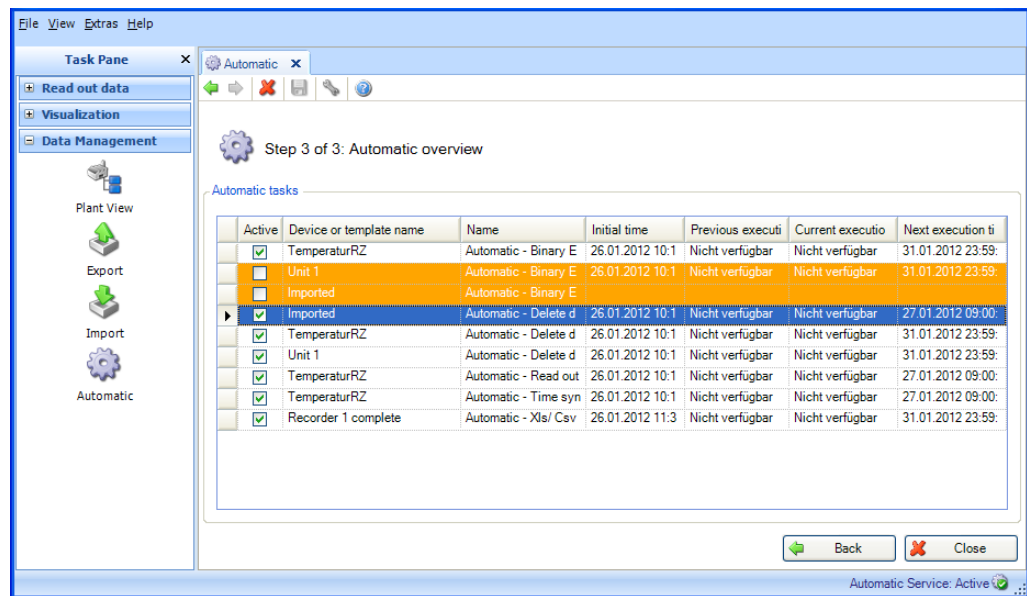 File View Extras Help
Task Pane X
Automatic X
Read out data
Visualization
Data Management
Plant View
Export
Import
Automatic
Step 3 of 3: Automatic overview
Automatic tasks
Active Device or template name Name Initial time Previous executi Current executio Next execution ti
TemperaturRZ Automatic - Binary E 26.01.2012 10:1 Nicht verfügbar Nicht verfügbar 31.01.2012 23:59:
Unit 1 Automatic - Binary E 26.01.2012 10:1 Nicht verfügbar Nicht verfügbar 31.01.2012 23:59:
Imported Automatic - Binary E
Imported Automatic - Delete d 26.01.2012 10:1 Nicht verfügbar Nicht verfügbar 27.01.2012 09:00:
TemperaturRZ Automatic - Delete d 26.01.2012 10:1 Nicht verfügbar Nicht verfügbar 31.01.2012 23:59:
Unit 1 Automatic - Delete d 26.01.2012 10:1 Nicht verfügbar Nicht verfügbar 31.01.2012 23:59:
TemperaturRZ Automatic - Read out 26.01.2012 10:1 Nicht verfügbar Nicht verfügbar 27.01.2012 09:00:
TemperaturRZ Automatic - Time syn 26.01.2012 10:1 Nicht verfügbar Nicht verfügbar 27.01.2012 09:00:
Recorder 1 complete Automatic - Xls/ Csv 26.01.2012 11:3 Nicht verfügbar Nicht verfügbar 31.01.2012 23:59:
Back Close
Automatic Service: Active